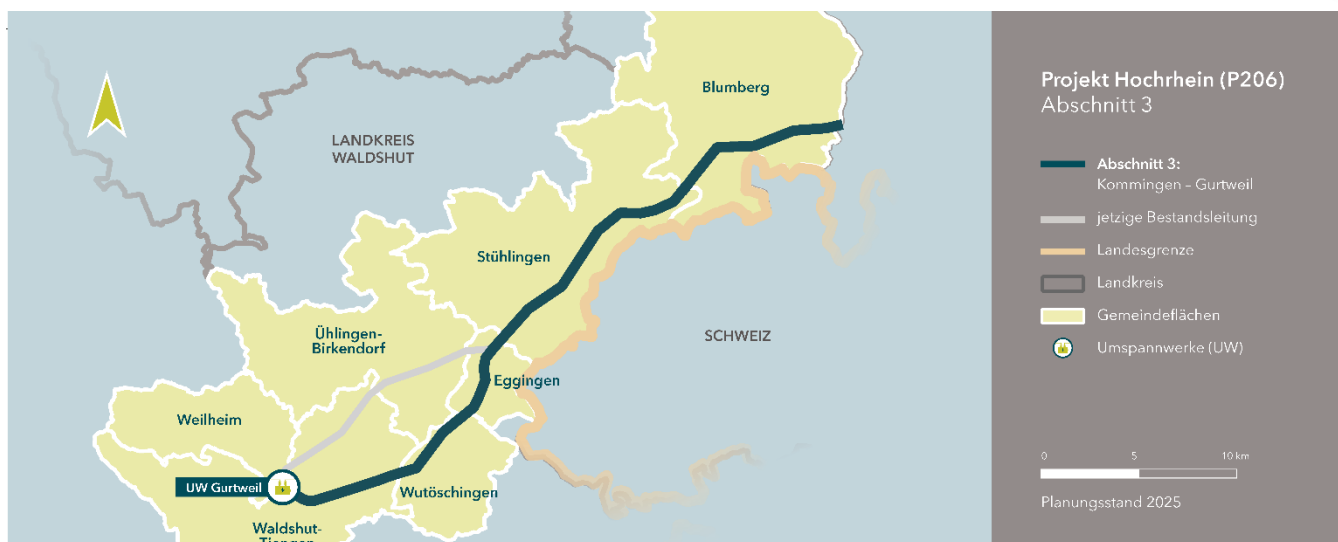 Blumberg
LANDKREIS
WALDSHUT
Stühlingen
Ühlingen-
Birkendorf
SCHWEIZ
Eggingen
Weilheim
UW Gurtweil
Wutöschingen
Waldshut-
Tiengen
Projekt Hochrhein (P206)
Abschnitt 3
Abschnitt 3:
Kommingen – Gurtweil
jetzige Bestandsleitung
Landesgrenze
Landkreis
Gemeindeflächen
Umspannwerke (UW)
0 5 10 km
Planungsstand 2025